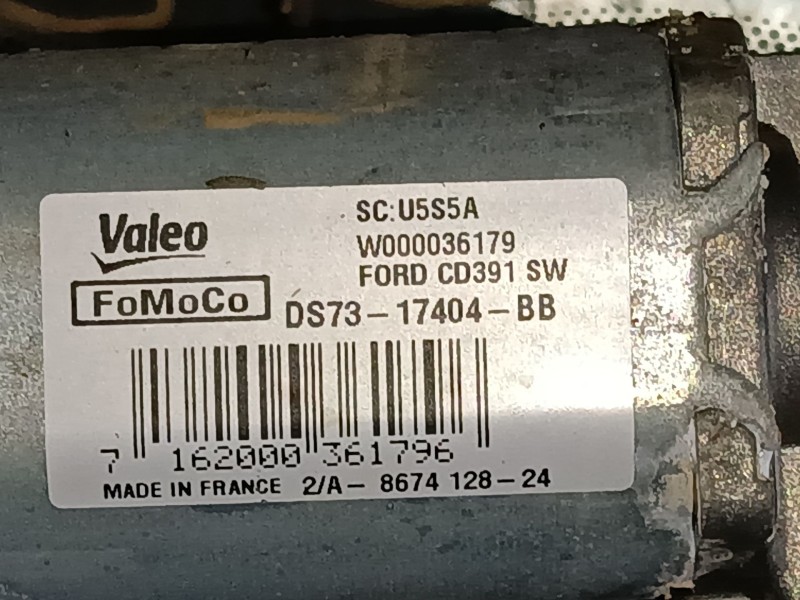 Valeo
SC:U5S5A
W000036179
FORD CD391 SW
FoMoCo
DS73-17404-BB
7 162000 361796
MADE IN FRANCE 2/A- 8674 128-24